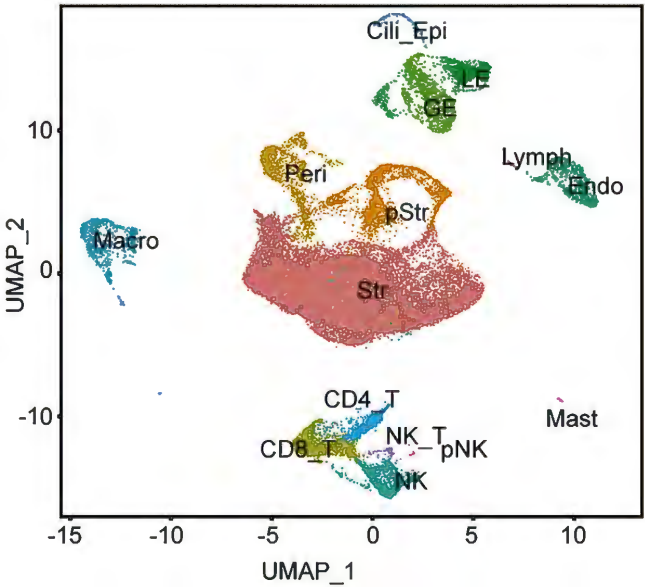 Cili_Epi
LE
GE
10
Lymph
Peri
Endo
pStr
Macro
UMAP_2
0
Str
CD4_T
-10
Mast
NK_T
CD8_T
pNK
NK
-15
-10
-5
0
5
10
UMAP_1